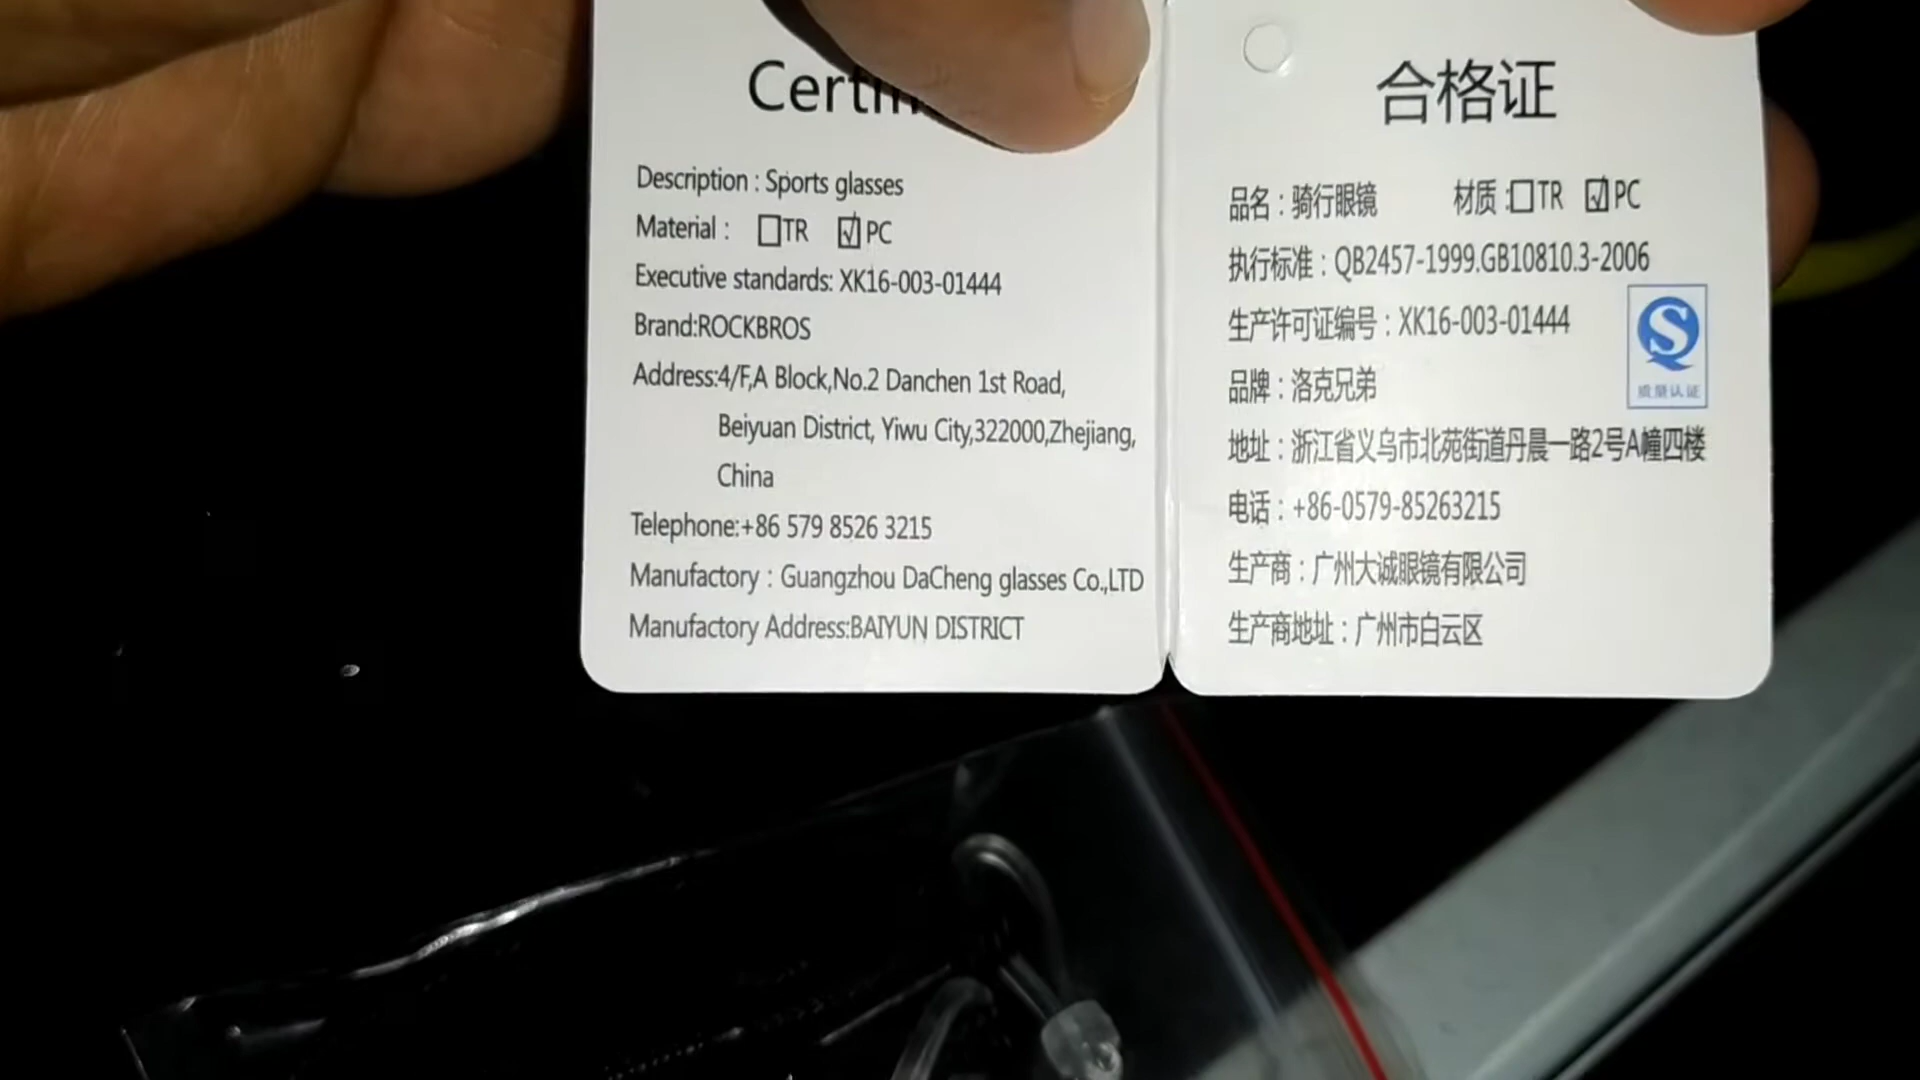 Description : Sports glasses
Material : □TR ☑PC
Executive standards: XK16-003-01444
Brand:ROCKBROS
Address:4/F,A Block,No.2 Danchen 1st Road,
Beiyuan District, Yiwu City,322000,Zhejiang,
China
Telephone:+86 579 8526 3215
Manufactory : Guangzhou DaCheng glasses Co.,LTD
Manufactory Address:BAIYUN DISTRICT
合格证
品名 : 骑行眼镜 材质 :□TR ☑PC
执行标准 : QB2457-1999.GB10810.3-2006
生产许可证编号 : XK16-003-01444
品牌 : 洛克兄弟
质量认证
地址 : 浙江省义乌市北苑街道丹晨一路2号A幢四楼
电话 : +86-0579-85263215
生产商 : 广州大诚眼镜有限公司
生产商地址 : 广州市白云区